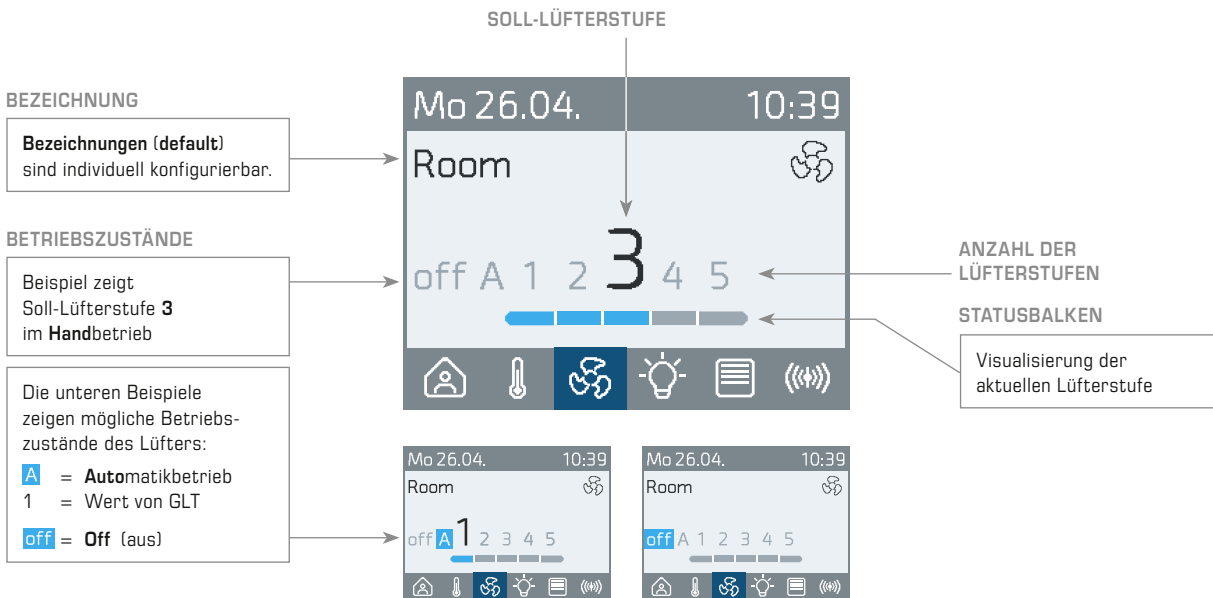 SOLL-LÜFTERSTUFE
BEZEICHNUNG
Bezeichnungen (default)
sind individuell konfigurierbar.
BETRIEBSZUSTÄNDE
Beispiel zeigt
Soll-Lüfterstufe 3
im Handbetrieb
Die unteren Beispiele
zeigen mögliche Betriebs-
zustände des Lüfters:
A = Automatikbetrieb
1 = Wert von GLT
off = Off (aus)
Mo 26.04. 10:39
Room
off A 1 2 3 4 5
ANZAHL DER
LÜFTERSTUFEN
STATUSBALKEN
Visualisierung der
aktuellen Lüfterstufe
Mo 26.04. 10:39
Room
off A 1 2 3 4 5
Mo 26.04. 10:39
Room
off A 1 2 3 4 5